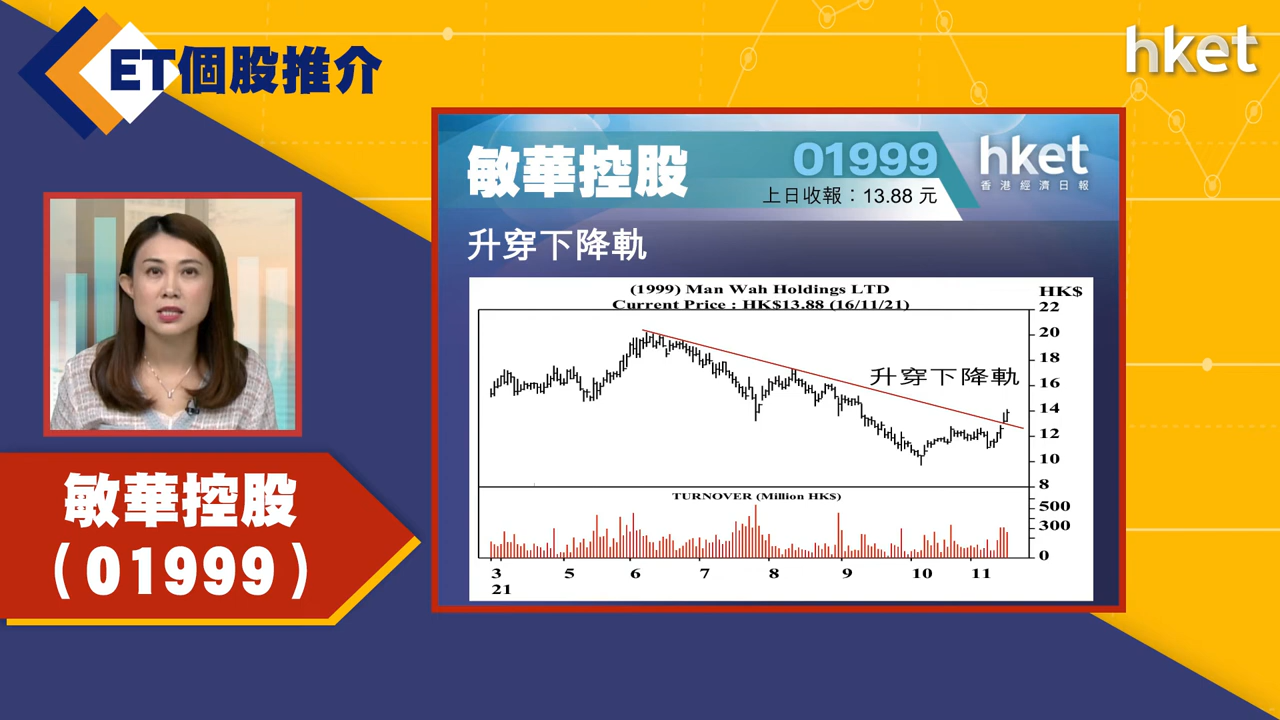 ET個股推介
hket
敏華控股
01999
上日收報：13.88 元
hket
香港經濟日報
升穿下降軌
(1999) Man Wah Holdings LTD
Current Price : HK$13.88 (16/11/21)
HK$
22
20
18
16
14
12
10
8
升穿下降軌
TURNOVER (Million HK$)
500
300
0
3 5 6 7 8 9 10 11
21
敏華控股
（01999）